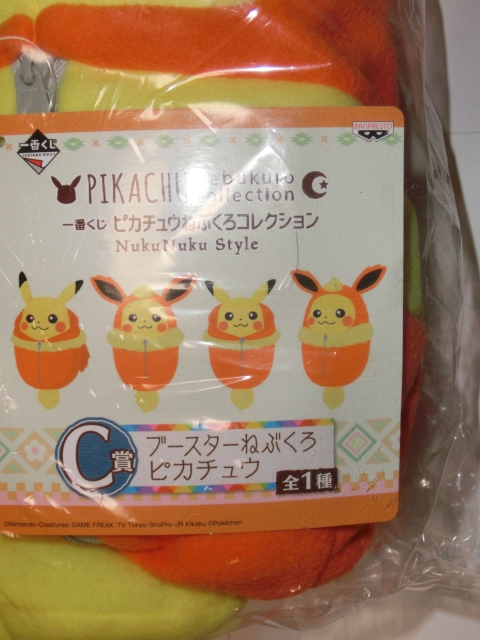 一番くじ
ICHIBAN KUJI
BANPRESTO
PIKACHU Nebukuro Collection
一番くじ ピカチュウねぶくろコレクション
NukuNuku Style
C賞
ブースターねぶくろ
ピカチュウ
全1種
©Nintendo･Creatures･GAME FREAK･TV Tokyo･ShoPro･JR Kikaku ©Pokémon